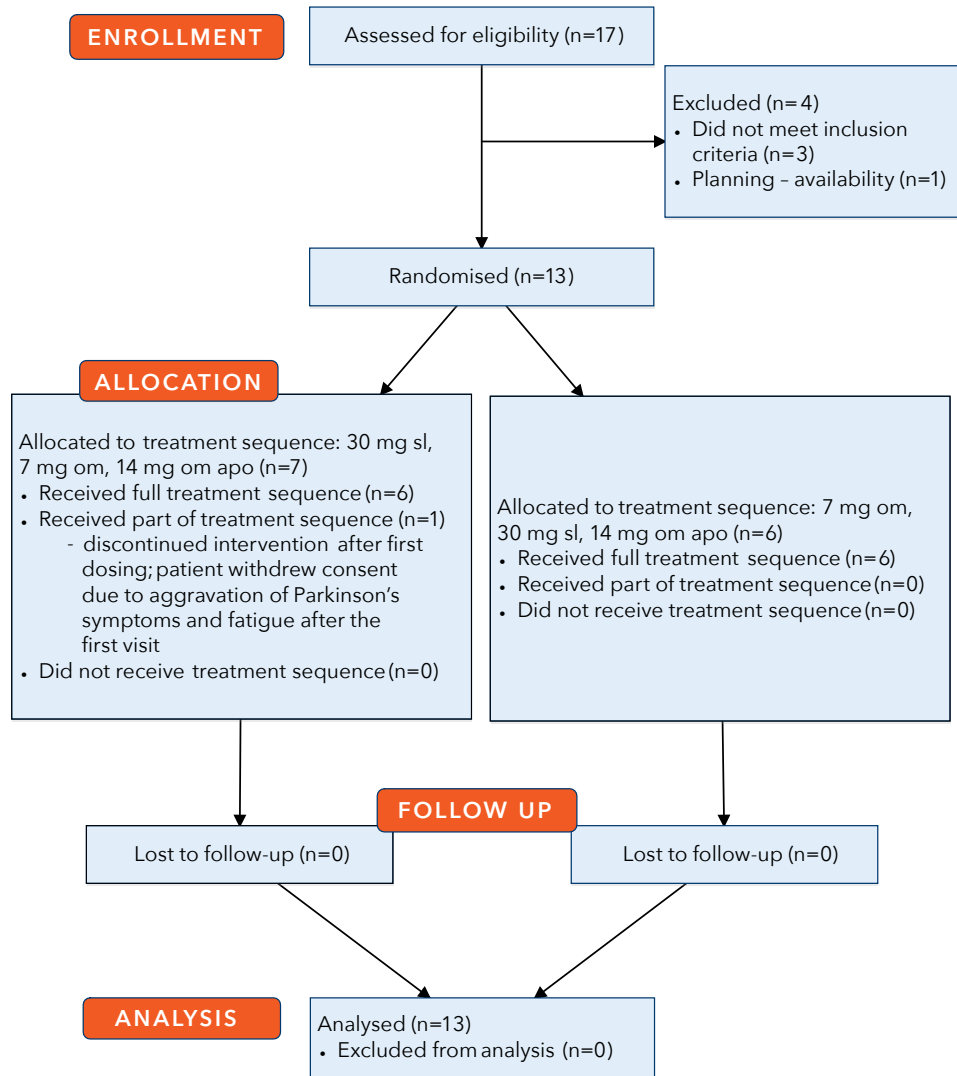 ENROLLMENT
Assessed for eligibility (n=17)
Excluded (n=4)
• Did not meet inclusion
criteria (n=3)
• Planning – availability (n=1)
Randomised (n=13)
ALLOCATION
Allocated to treatment sequence: 30 mg sl,
7 mg om, 14 mg om apo (n=7)
• Received full treatment sequence (n=6)
• Received part of treatment sequence (n=1)
- discontinued intervention after first
dosing; patient withdrew consent
due to aggravation of Parkinson's
symptoms and fatigue after the
first visit
• Did not receive treatment sequence (n=0)
Allocated to treatment sequence: 7 mg om,
30 mg sl, 14 mg om apo (n=6)
• Received full treatment sequence (n=6)
• Received part of treatment sequence (n=0)
• Did not receive treatment sequence (n=0)
FOLLOW UP
Lost to follow-up (n=0)
Lost to follow-up (n=0)
ANALYSIS
Analysed (n=13)
• Excluded from analysis (n=0)